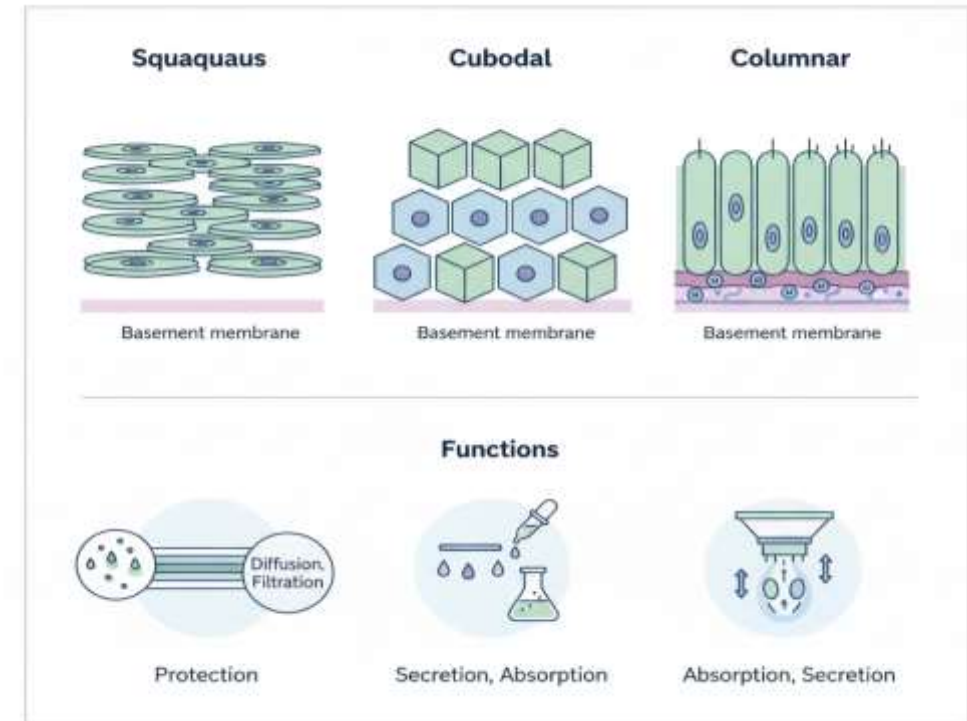 Squaquaus
Cubodal
Columnar
Basement membrane
Basement membrane
Basement membrane
Functions
Diffusion,
Filtration
Protection
Secretion, Absorption
Absorption, Secretion